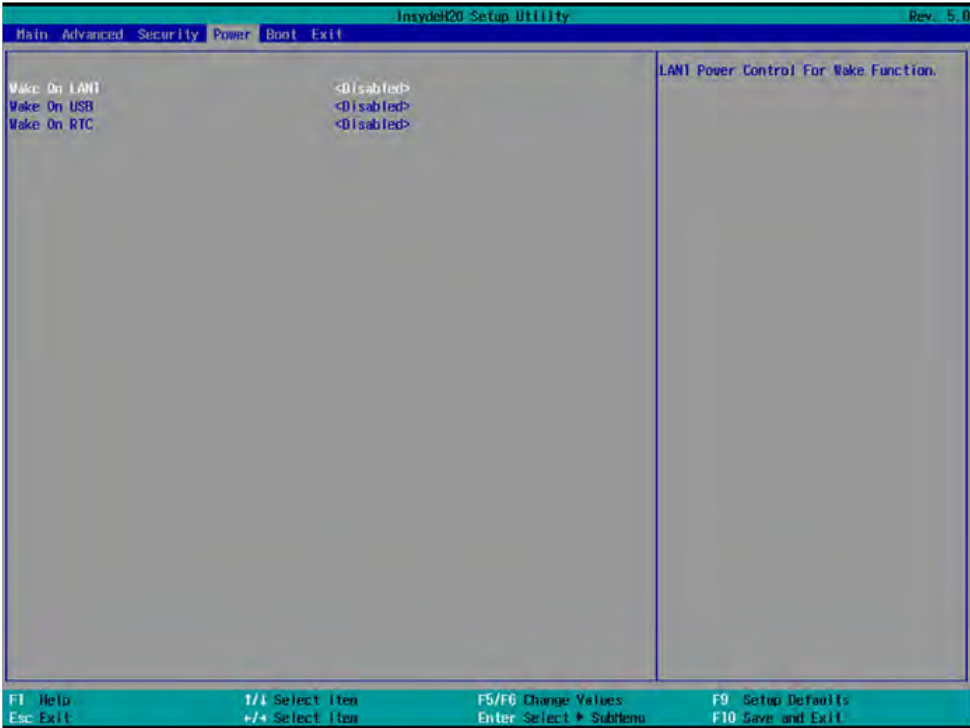 InsydeH2O Setup Utility Rev. 5.0
Main Advanced Security Power Boot Exit
Wake On LAN1 <Disabled> LAN1 Power Control For Wake Function.
Wake On USB <Disabled>
Wake On RTC <Disabled>
F1 Help ↑/↓ Select Item F5/F6 Change Values F9 Setup Defaults
Esc Exit ←/→ Select Item Enter Select ▶ SubMenu F10 Save and Exit